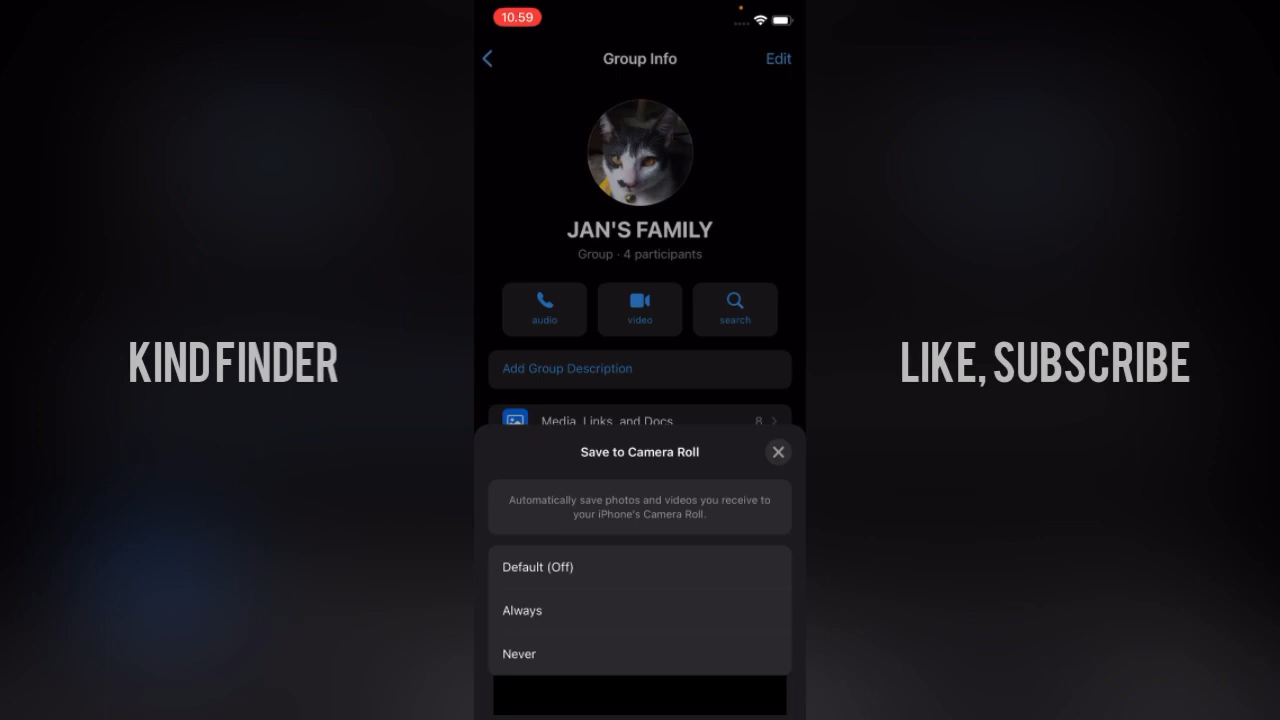 10.59
Group Info
Edit
JAN'S FAMILY
Group · 4 participants
audio
video
search
KIND FINDER
LIKE, SUBSCRIBE
Add Group Description
Media, Links, and Docs
8
Save to Camera Roll
Automatically save photos and videos you receive to
your iPhone's Camera Roll.
Default (Off)
Always
Never